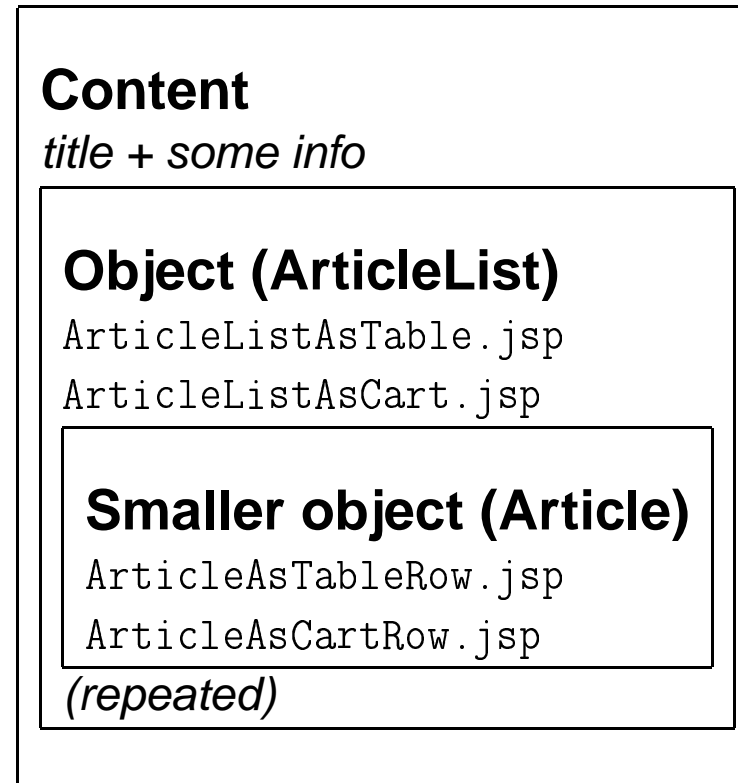 Content
title + some info
Object (ArticleList)
ArticleListAsTable.jsp
ArticleListAsCart.jsp
Smaller object (Article)
ArticleAsTableRow.jsp
ArticleAsCartRow.jsp
(repeated)